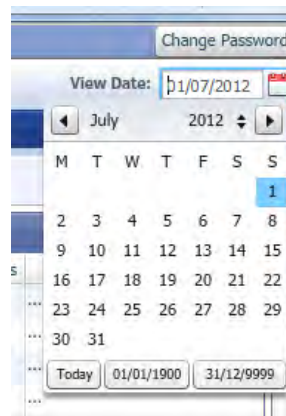 Change Password
View Date: 01/07/2012
July 2012
M T W T F S S
1
2 3 4 5 6 7 8
9 10 11 12 13 14 15
16 17 18 19 20 21 22
23 24 25 26 27 28 29
30 31
Today 01/01/1900 31/12/9999